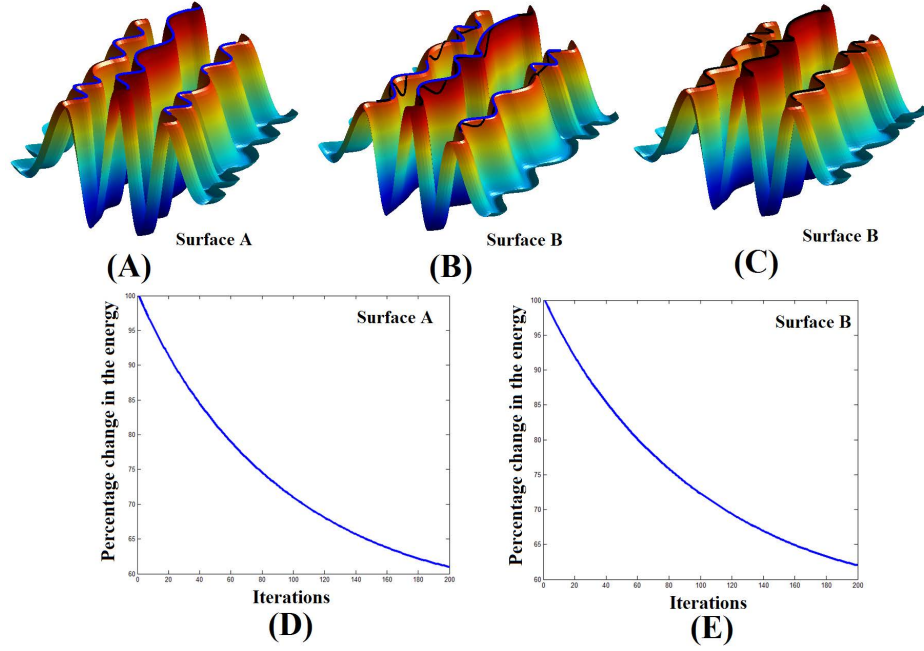 Surface A
Surface B
Surface B
(A)
(B)
(C)
Percentage change in the energy
100
95
90
85
80
75
70
65
60
Surface A
0 20 40 60 80 100 120 140 160 180 200
Iterations
(D)
Percentage change in the energy
100
95
90
85
80
75
70
65
60
Surface B
0 20 40 60 80 100 120 140 160 180 200
Iterations
(E)